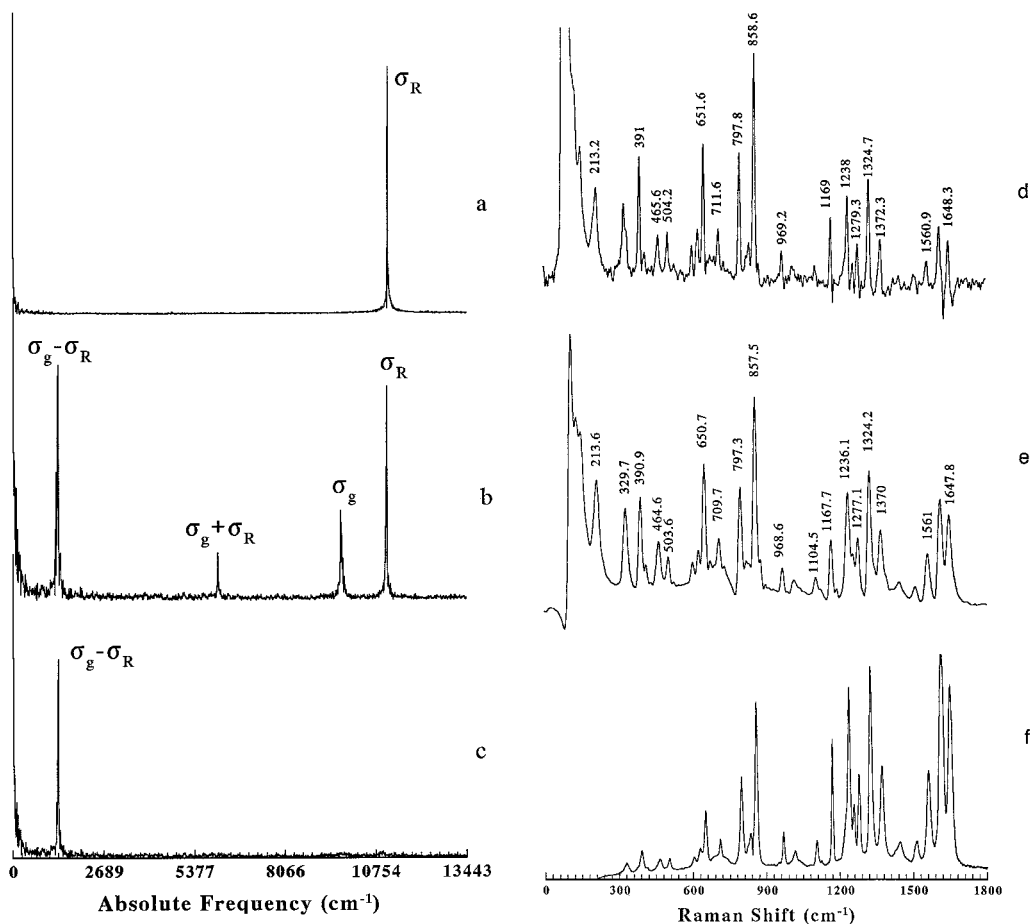 σR
a
σg-σR
σg+σR
σg
σR
b
σg-σR
c
0 2689 5377 8066 10754 13443
Absolute Frequency (cm-1)
213.2
391
465.6
504.2
651.6
711.6
797.8
858.6
969.2
1169
1238
1279.3
1324.7
1372.3
1560.9
1648.3
d
213.6
329.7
390.9
464.6
503.6
650.7
709.7
797.3
857.5
968.6
1104.5
1167.7
1236.1
1277.1
1324.2
1370
1561
1647.8
e
f
0 300 600 900 1200 1500 1800
Raman Shift (cm-1)